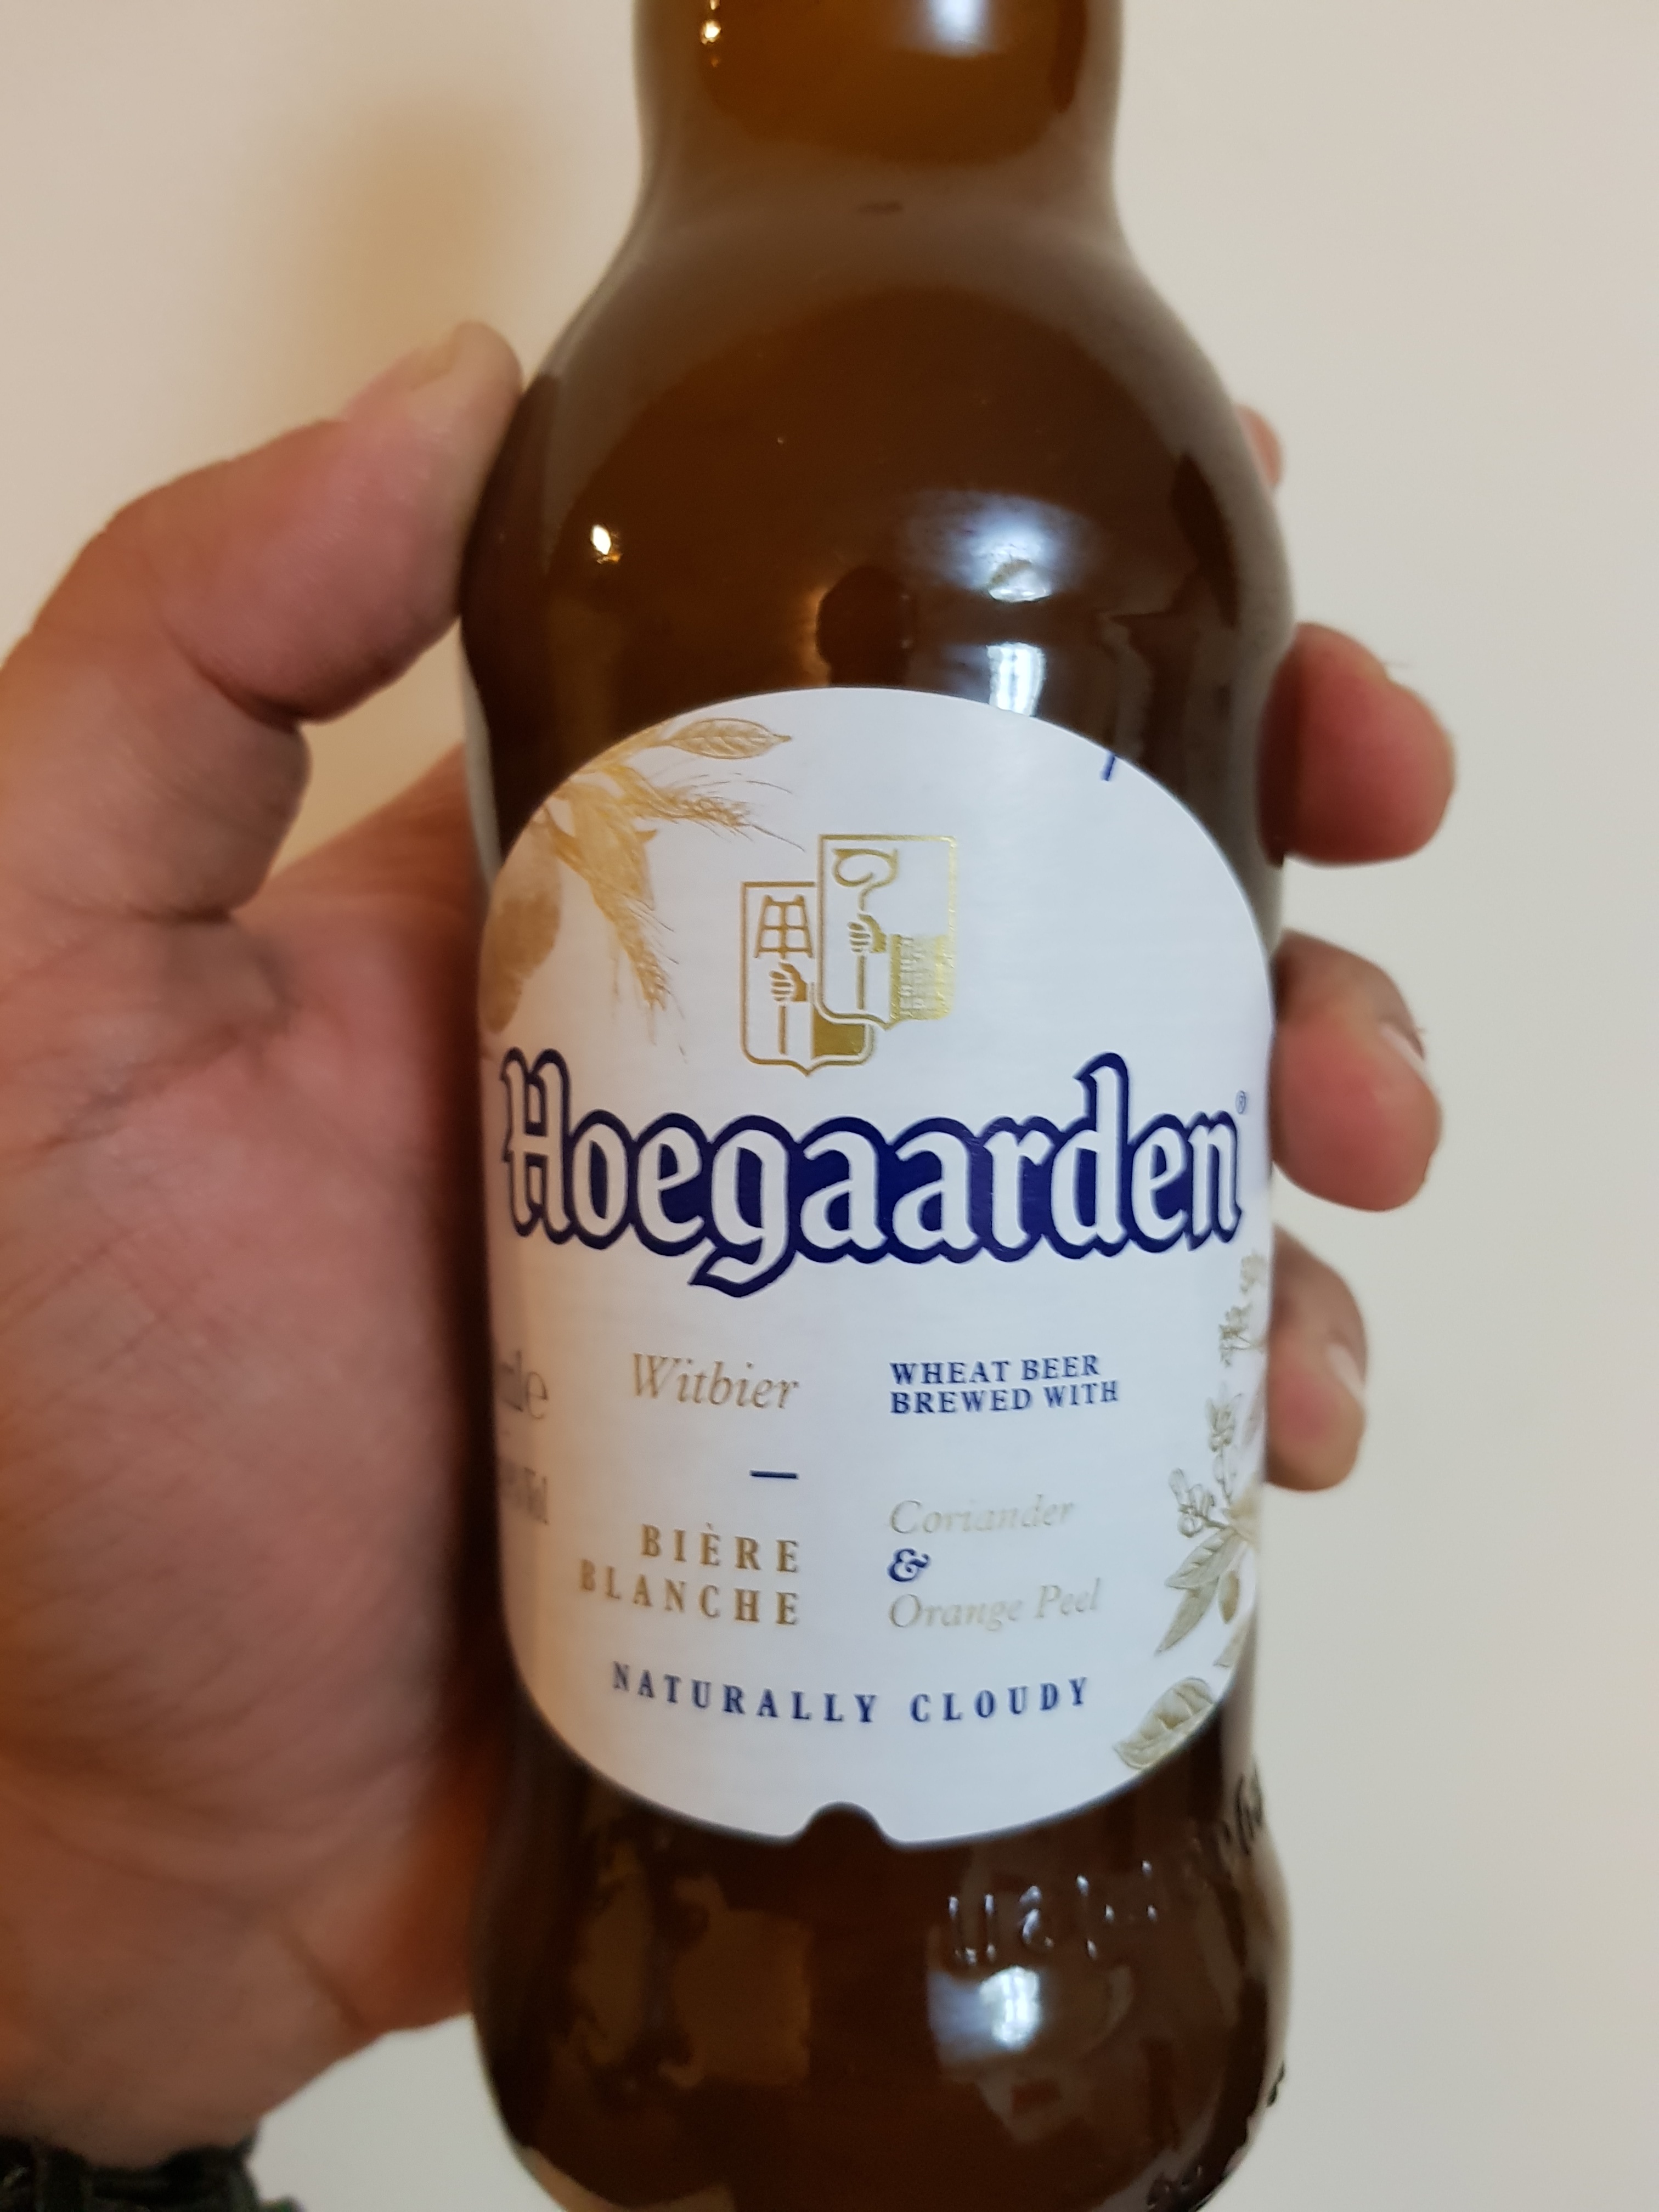 Hoegaarden®
Witbier
—
BIÈRE
BLANCHE
WHEAT BEER
BREWED WITH
Coriander
&
Orange Peel
NATURALLY CLOUDY